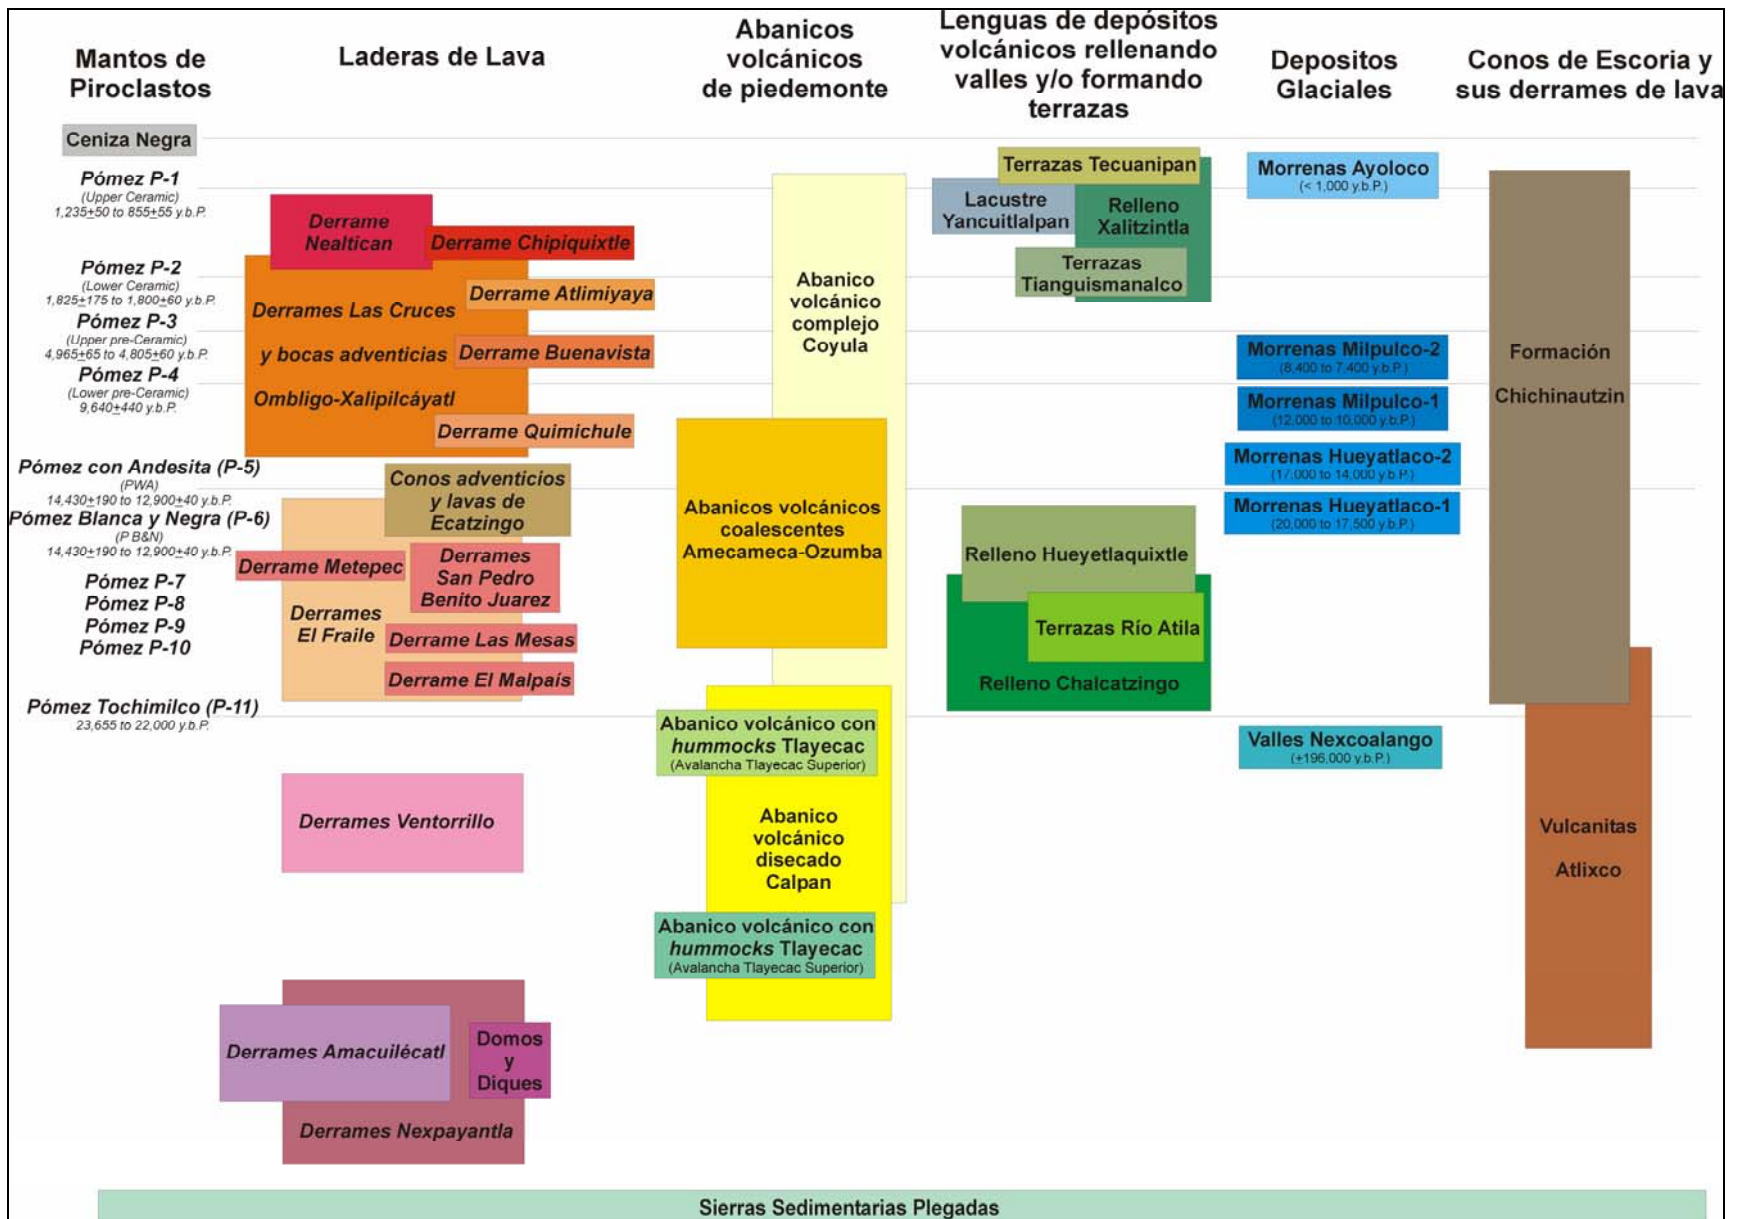 Mantos de
Piroclastos
Laderas de Lava
Abanicos
volcánicos
de piedemonte
Lenguas de depósitos
volcánicos rellenando
valles y/o formando
terrazas
Depositos
Glaciales
Conos de Escoria y
sus derrames de lava
Ceniza Negra
Pómez P-1
(Upper Ceramic)
1,235±50 to 855±55 y.b.P.
Pómez P-2
(Lower Ceramic)
1,825±175 to 1,800±60 y.b.P.
Pómez P-3
(Upper pre-Ceramic)
4,965±65 to 4,805±60 y.b.P.
Pómez P-4
(Lower pre-Ceramic)
9,640±440 y.b.P.
Pómez con Andesita (P-5)
(PWA)
14,430±190 to 12,900±40 y.b.P.
Pómez Blanca y Negra (P-6)
(P B&N)
14,430±190 to 12,900±40 y.b.P.
Pómez P-7
Pómez P-8
Pómez P-9
Pómez P-10
Pómez Tochimilco (P-11)
23,655 to 22,000 y.b.P.
Derrame
Nealtican
Derrame Chipiquixtle
Derrames Las Cruces
y bocas adventicias
Ombligo-Xalipilcáyatl
Derrame Atlimiyaya
Derrame Buenavista
Derrame Quimichule
Conos adventicios
y lavas de
Ecatzingo
Derrame Metepec
Derrames
San Pedro
Benito Juarez
Derrames
El Fraile
Derrame Las Mesas
Derrame El Malpaís
Derrames Ventorrillo
Derrames Amacuilécatl
Domos
y
Diques
Derrames Nexpayantla
Abanico
volcánico
complejo
Coyula
Abanicos volcánicos
coalescentes
Amecameca-Ozumba
Abanico volcánico con
hummocks Tlayecac
(Avalancha Tlayecac Superior)
Abanico
volcánico
disecado
Calpan
Abanico volcánico con
hummocks Tlayecac
(Avalancha Tlayecac Superior)
Terrazas Tecuanipan
Lacustre
Yancuitlalpan
Relleno
Xalitzintla
Terrazas
Tianguismanalco
Relleno Hueyetlaquixtle
Terrazas Río Atila
Relleno Chalcatzingo
Morrenas Ayoloco
(< 1,000 y.b.P.)
Morrenas Milpulco-2
(8,400 to 7,400 y.b.P.)
Morrenas Milpulco-1
(12,000 to 10,000 y.b.P.)
Morrenas Hueyatlaco-2
(17,000 to 14,000 y.b.P.)
Morrenas Hueyatlaco-1
(20,000 to 17,500 y.b.P.)
Valles Nexcoalango
(±196,000 y.b.P.)
Formación
Chichinautzin
Vulcanitas
Atlixco
Sierras Sedimentarias Plegadas